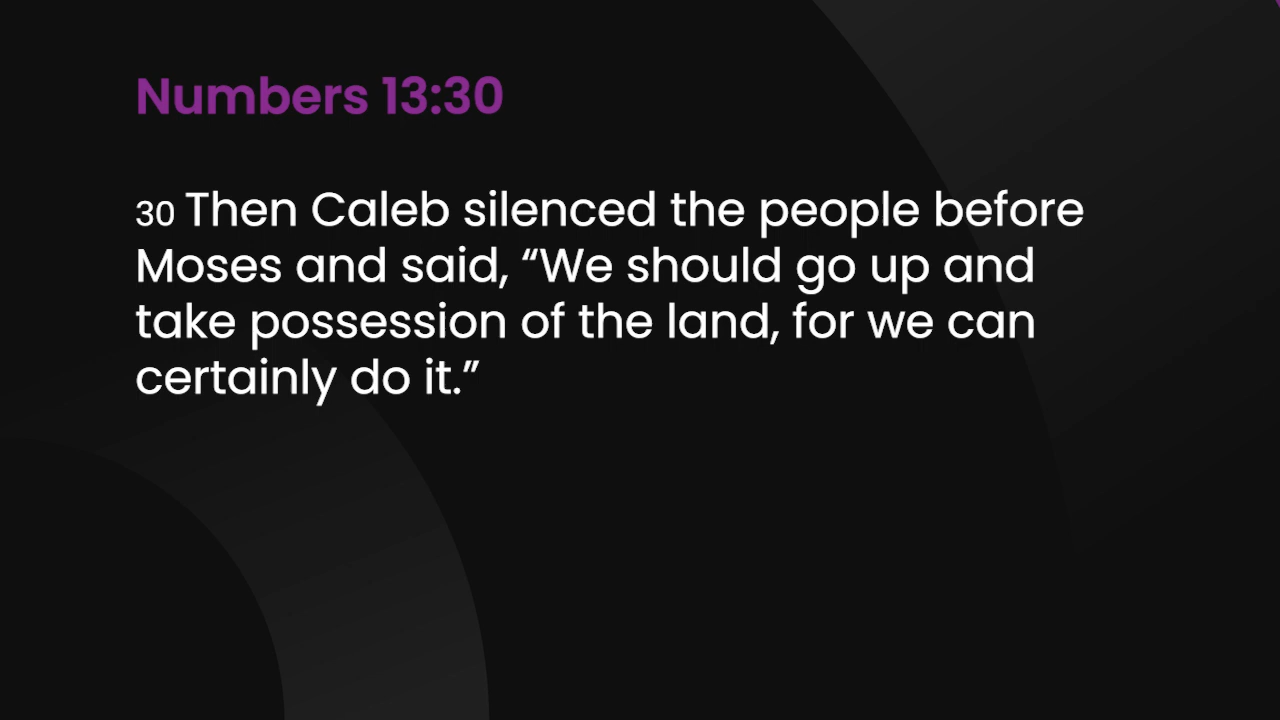 Numbers 13:30
30 Then Caleb silenced the people before
Moses and said, “We should go up and
take possession of the land, for we can
certainly do it.”